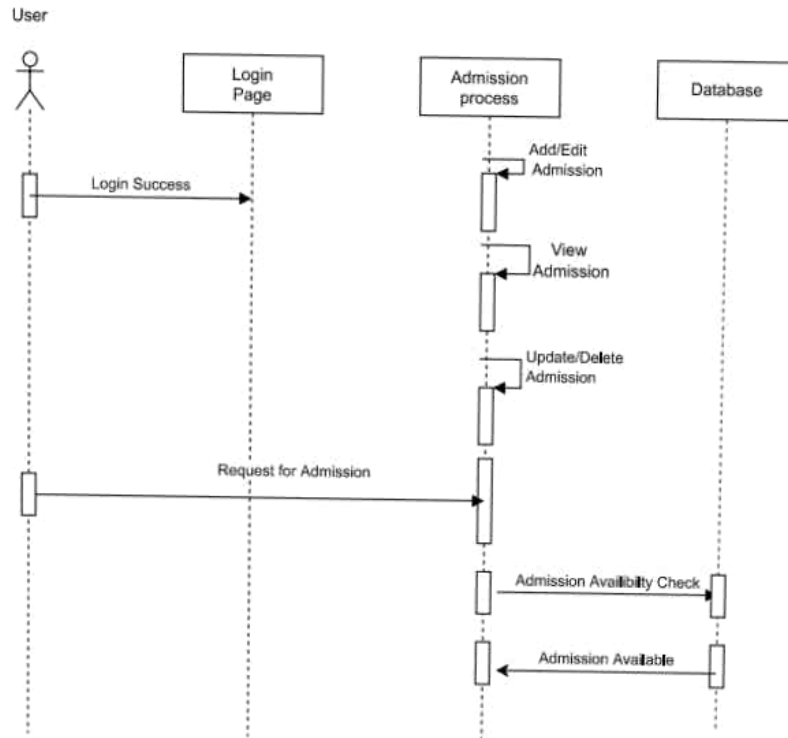 User
Login
Page
Admission
process
Database
Add/Edit
Admission
Login Success
View
Admission
Update/Delete
Admission
Request for Admission
Admission Availibilty Check
Admission Available